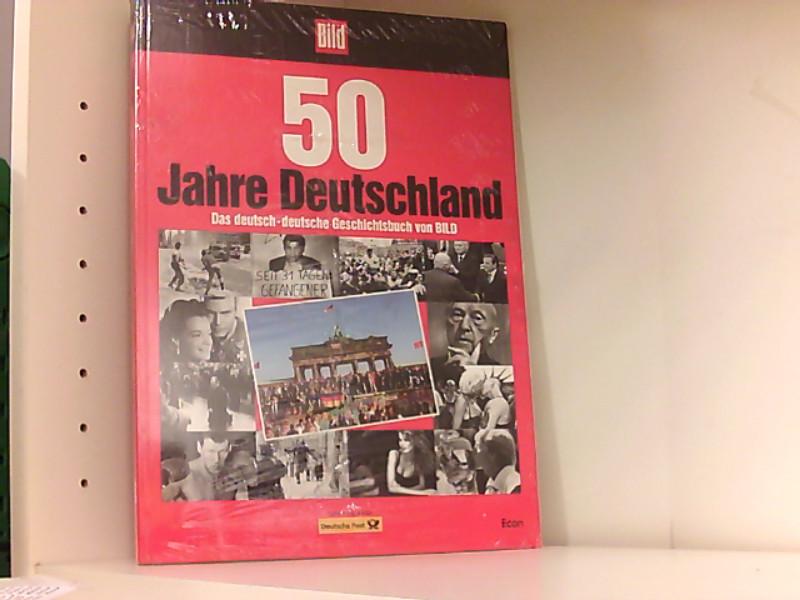 Bild
50
Jahre Deutschland
Das deutsch-deutsche Geschichtsbuch von BILD
SEIT 31 TAGEN
GEFANGENER
Deutsche Post
Econ